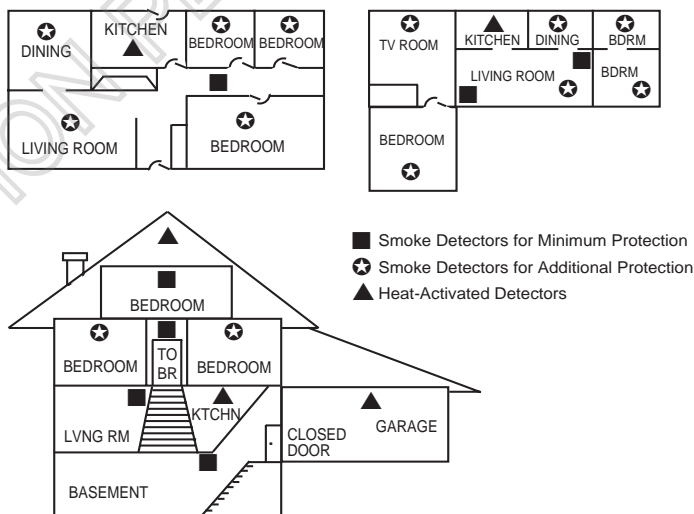 DINING
KITCHEN
BEDROOM
BEDROOM
LIVING ROOM
BEDROOM
TV ROOM
KITCHEN
DINING
BDRM
LIVING ROOM
BDRM
BEDROOM
Smoke Detectors for Minimum Protection
Smoke Detectors for Additional Protection
Heat-Activated Detectors
BEDROOM
BEDROOM
TO
BR
BEDROOM
LVNG RM
KTCHN
CLOSED
DOOR
GARAGE
BASEMENT